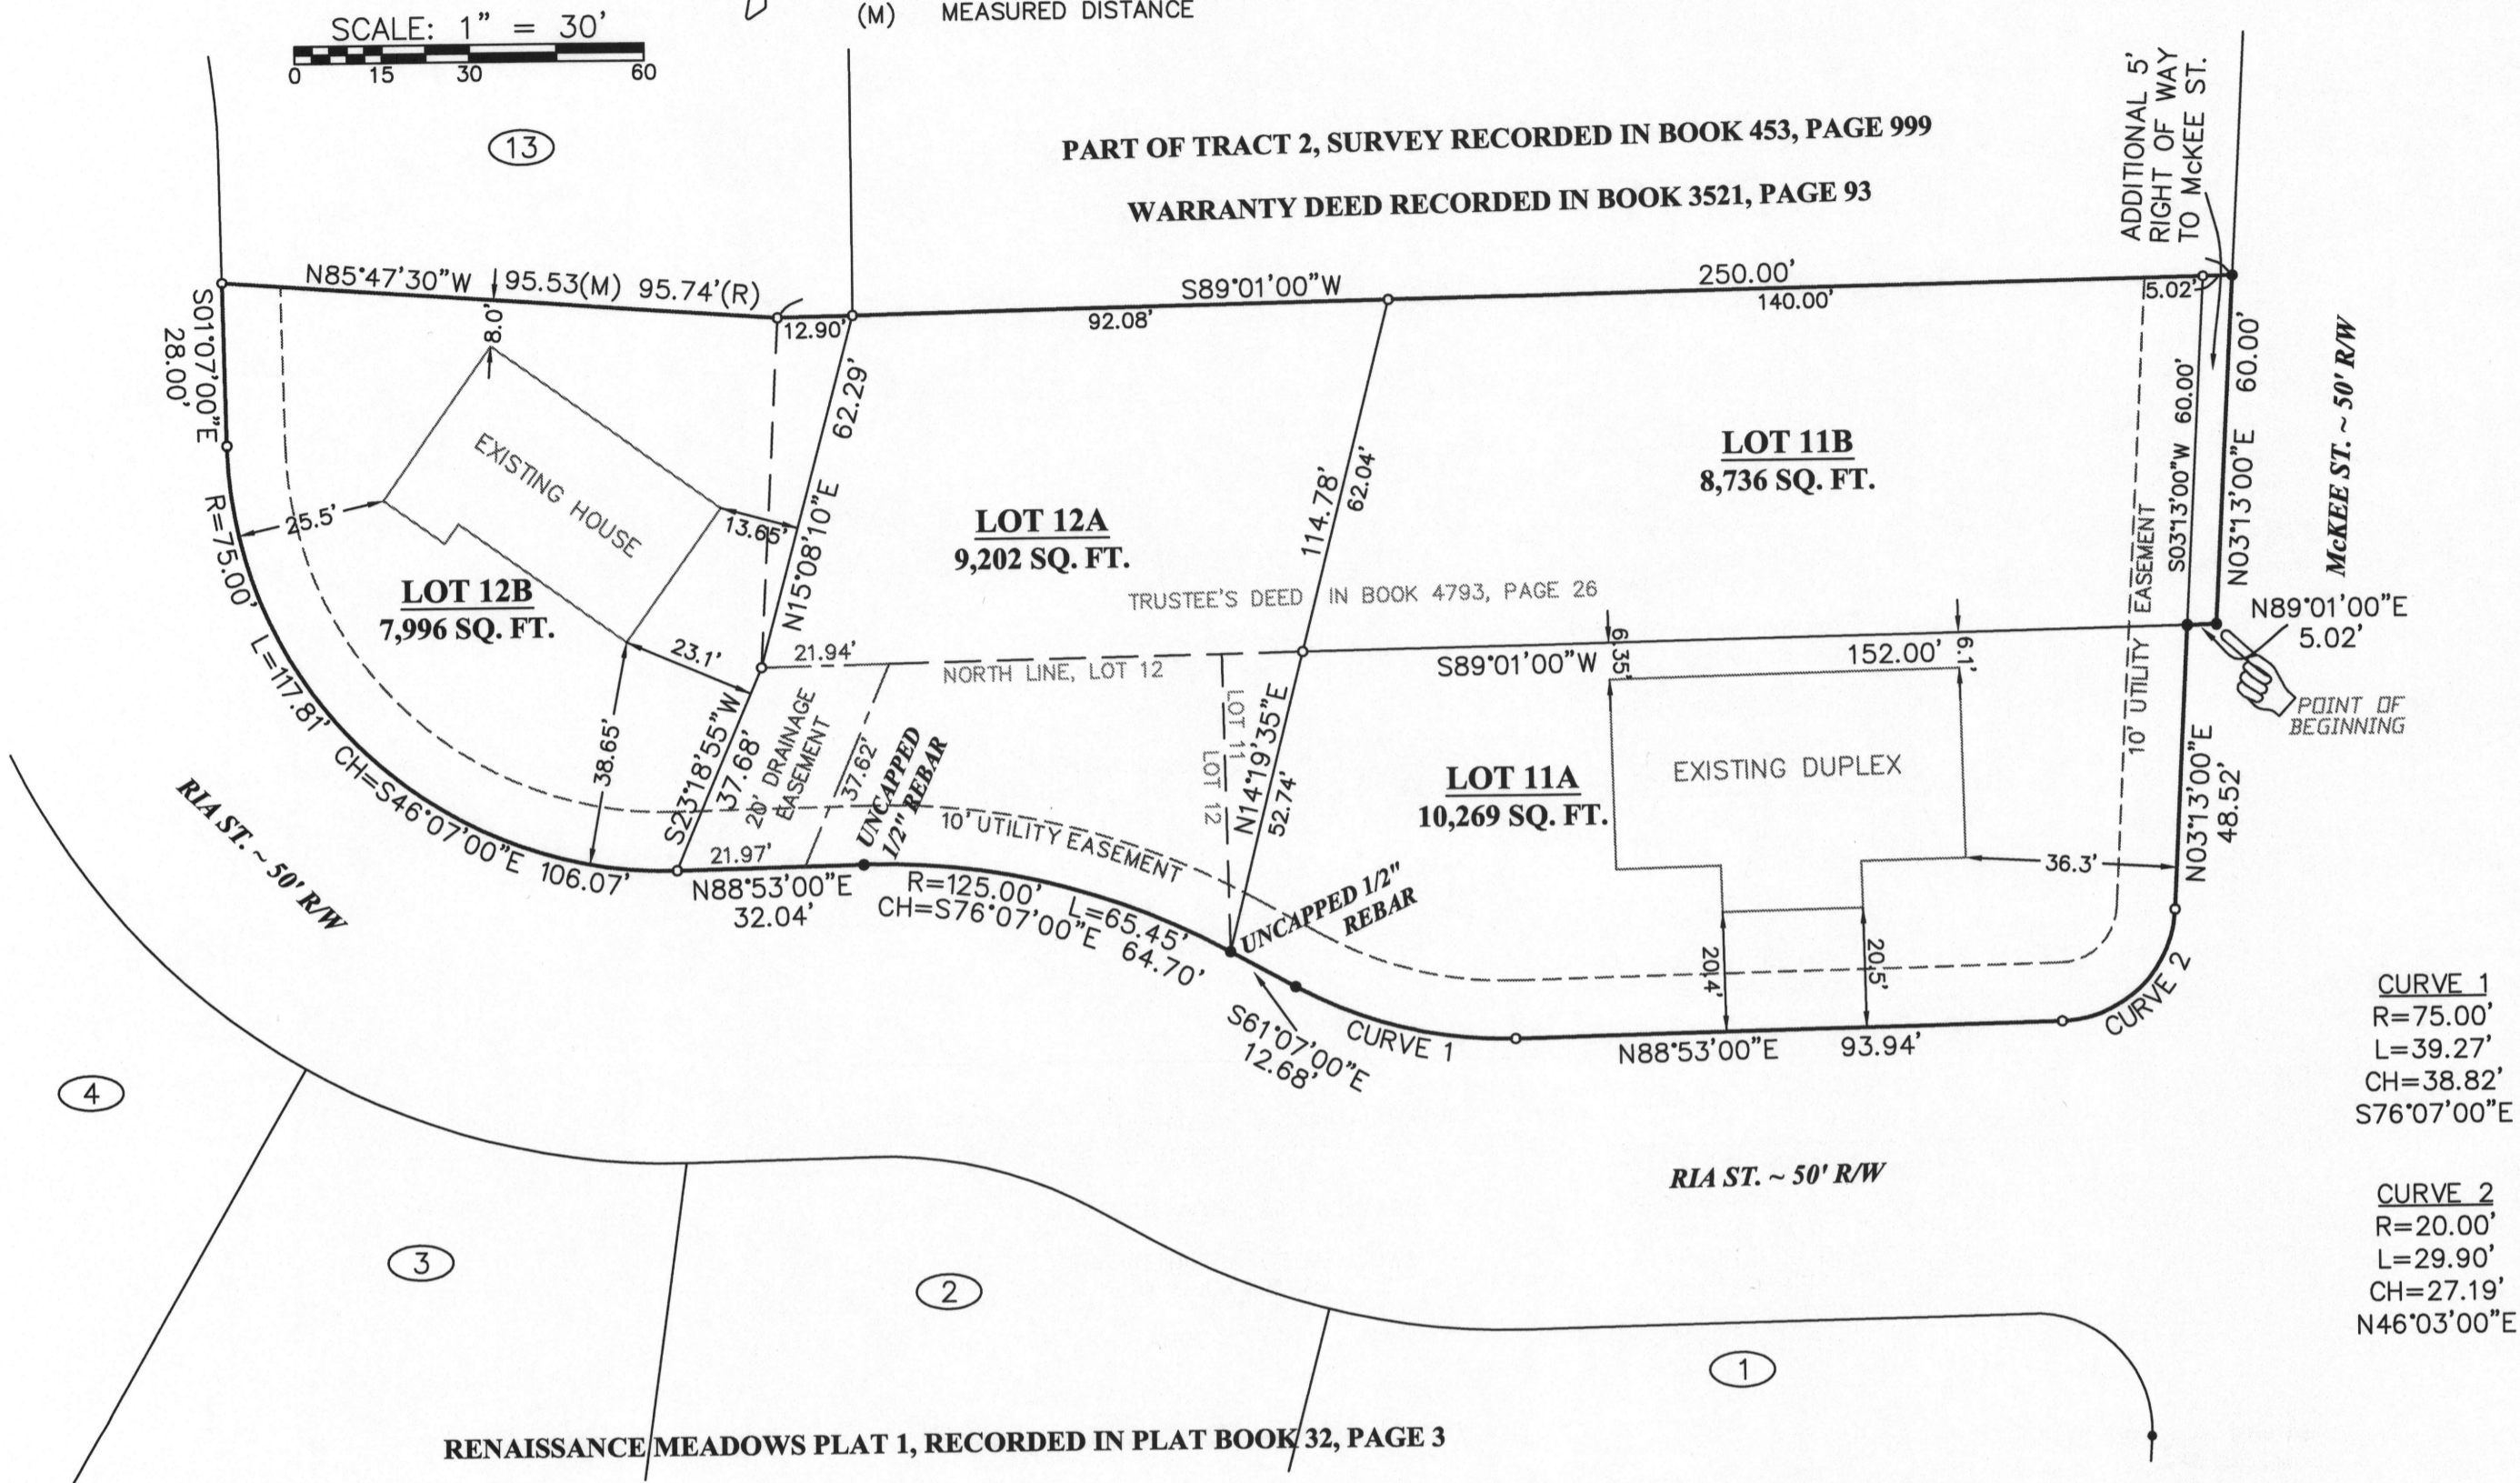 (M) MEASURED DISTANCE
SCALE: 1" = 30'
0 15 30 60
13
PART OF TRACT 2, SURVEY RECORDED IN BOOK 453, PAGE 999
WARRANTY DEED RECORDED IN BOOK 3521, PAGE 93
ADDITIONAL 5'
RIGHT OF WAY
TO McKEE ST.
N85°47'30"W 95.53(M) 95.74'(R)
S89°01'00"W
250.00'
12.90'
92.08'
140.00'
5.02'
S01°07'00"E
28.00'
8.0'
EXISTING HOUSE
25.5'
13.65'
N15°08'10"E 62.29'
LOT 12B
7,996 SQ. FT.
LOT 12A
9,202 SQ. FT.
114.78'
62.04'
LOT 11B
8,736 SQ. FT.
10' UTILITY EASEMENT
S03°13'00"W 60.00'
N03°13'00"E 60.00'
McKEE ST. ~ 50' R/W
N89°01'00"E
5.02'
POINT OF
BEGINNING
TRUSTEE'S DEED IN BOOK 4793, PAGE 26
21.94'
NORTH LINE, LOT 12
S89°01'00"W
152.00'
6.35'
6.1'
R=75.00' L=117.81' CH=S46°07'00"E 106.07'
23.1'
38.65'
S23°18'55"W
37.68'
20' DRAINAGE
EASEMENT
37.62'
UNCAPPED
1/2" REBAR
LOT 11
LOT 12
N14°19'35"E
52.74'
LOT 11A
10,269 SQ. FT.
EXISTING DUPLEX
36.3'
N03°13'00"E
48.52'
RIA ST. ~ 50' R/W
21.97'
N88°53'00"E
32.04'
10' UTILITY EASEMENT
R=125.00' L=65.45'
CH=S76°07'00"E 64.70'
UNCAPPED 1/2"
REBAR
20.4'
20.5'
S61°07'00"E
12.68'
CURVE 1
N88°53'00"E 93.94'
CURVE 2
CURVE 1
R=75.00'
L=39.27'
CH=38.82'
S76°07'00"E
CURVE 2
R=20.00'
L=29.90'
CH=27.19'
N46°03'00"E
RIA ST. ~ 50' R/W
4
3
2
1
RENAISSANCE MEADOWS PLAT 1, RECORDED IN PLAT BOOK 32, PAGE 3